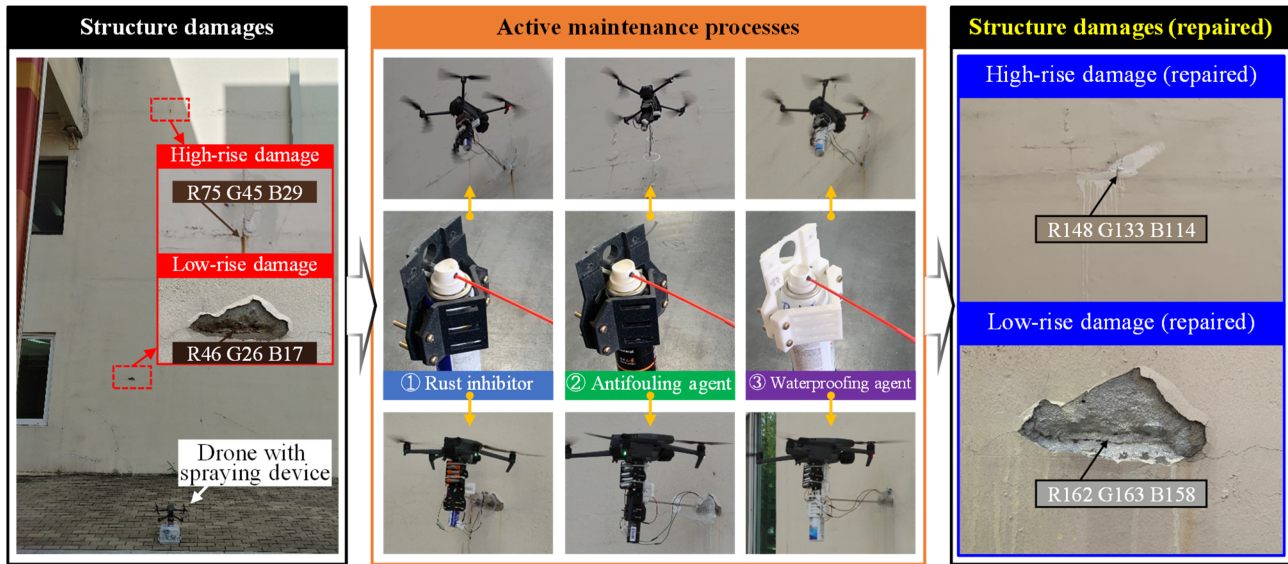 Structure damages
High-rise damage
R75 G45 B29
Low-rise damage
R46 G26 B17
Drone with
spraying device
Active maintenance processes
① Rust inhibitor
② Antifouling agent
③ Waterproofing agent
Structure damages (repaired)
High-rise damage (repaired)
R148 G133 B114
Low-rise damage (repaired)
R162 G163 B158